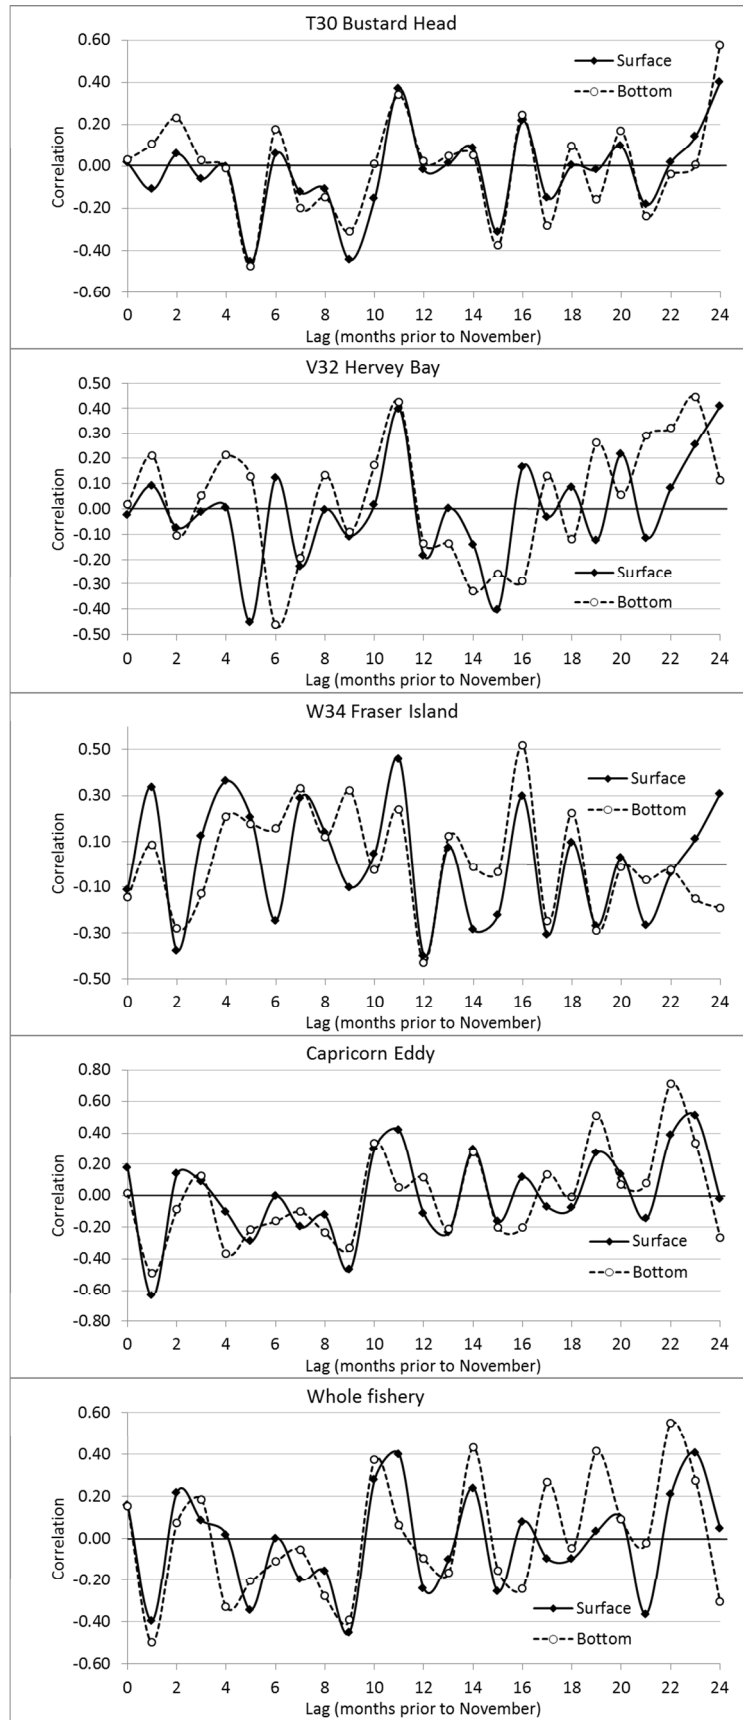 T30 Bustard Head
0.60
0.40
0.20
0.00
-0.20
-0.40
-0.60
Correlation
Surface
Bottom
0 2 4 6 8 10 12 14 16 18 20 22 24
Lag (months prior to November)
V32 Hervey Bay
0.50
0.40
0.30
0.20
0.10
0.00
-0.10
-0.20
-0.30
-0.40
-0.50
Correlation
Surface
Bottom
0 2 4 6 8 10 12 14 16 18 20 22 24
Lag (months prior to November)
W34 Fraser Island
0.50
0.30
0.10
-0.10
-0.30
-0.50
Correlation
Surface
Bottom
0 2 4 6 8 10 12 14 16 18 20 22 24
Lag (months prior to November)
Capricorn Eddy
0.80
0.60
0.40
0.20
0.00
-0.20
-0.40
-0.60
-0.80
Correlation
Surface
Bottom
0 2 4 6 8 10 12 14 16 18 20 22 24
Lag (months prior to November)
Whole fishery
0.60
0.40
0.20
0.00
-0.20
-0.40
-0.60
Correlation
Surface
Bottom
0 2 4 6 8 10 12 14 16 18 20 22 24
Lag (months prior to November)